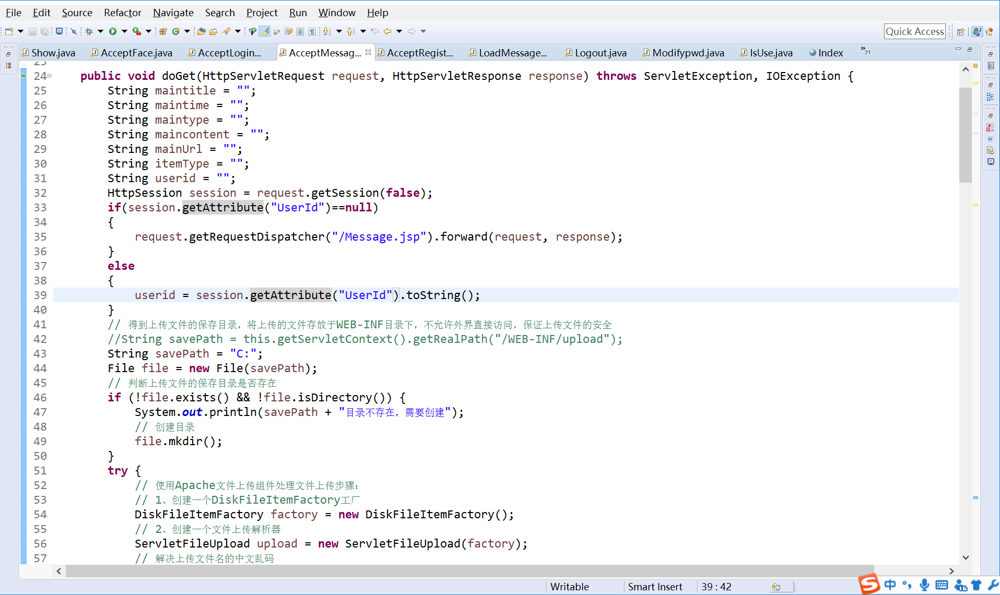 File Edit Source Refactor Navigate Search Project Run Window Help
Quick Access
Show.java AcceptFace.java AcceptLogin... AcceptMessag... AcceptRegist... LoadMessage... Logout.java Modifypwd.java IsUse.java Index »21
23
24 public void doGet(HttpServletRequest request, HttpServletResponse response) throws ServletException, IOException {
25 String maintitle = "";
26 String maintime = "";
27 String maintype = "";
28 String maincontent = "";
29 String mainUrl = "";
30 String itemType = "";
31 String userid = "";
32 HttpSession session = request.getSession(false);
33 if(session.getAttribute("UserId")==null)
34 {
35 request.getRequestDispatcher("/Message.jsp").forward(request, response);
36 }
37 else
38 {
39 userid = session.getAttribute("UserId").toString();
40 }
41 // 得到上传文件的保存目录，将上传的文件存放于WEB-INF目录下，不允许外界直接访问，保证上传文件的安全
42 //String savePath = this.getServletContext().getRealPath("/WEB-INF/upload");
43 String savePath = "C:";
44 File file = new File(savePath);
45 // 判断上传文件的保存目录是否存在
46 if (!file.exists() && !file.isDirectory()) {
47 System.out.println(savePath + "目录不存在，需要创建");
48 // 创建目录
49 file.mkdir();
50 }
51 try {
52 // 使用Apache文件上传组件处理文件上传步骤：
53 // 1、创建一个DiskFileItemFactory工厂
54 DiskFileItemFactory factory = new DiskFileItemFactory();
55 // 2、创建一个文件上传解析器
56 ServletFileUpload upload = new ServletFileUpload(factory);
57 // 解决上传文件名的中文乱码
Writable Smart Insert 39 : 42
S 中 16